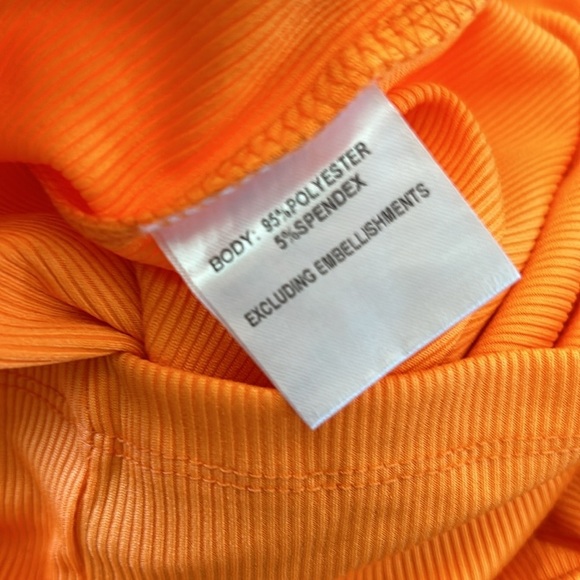 BODY: 95%POLYESTER
5%SPENDEX
EXCLUDING EMBELLISHMENTS